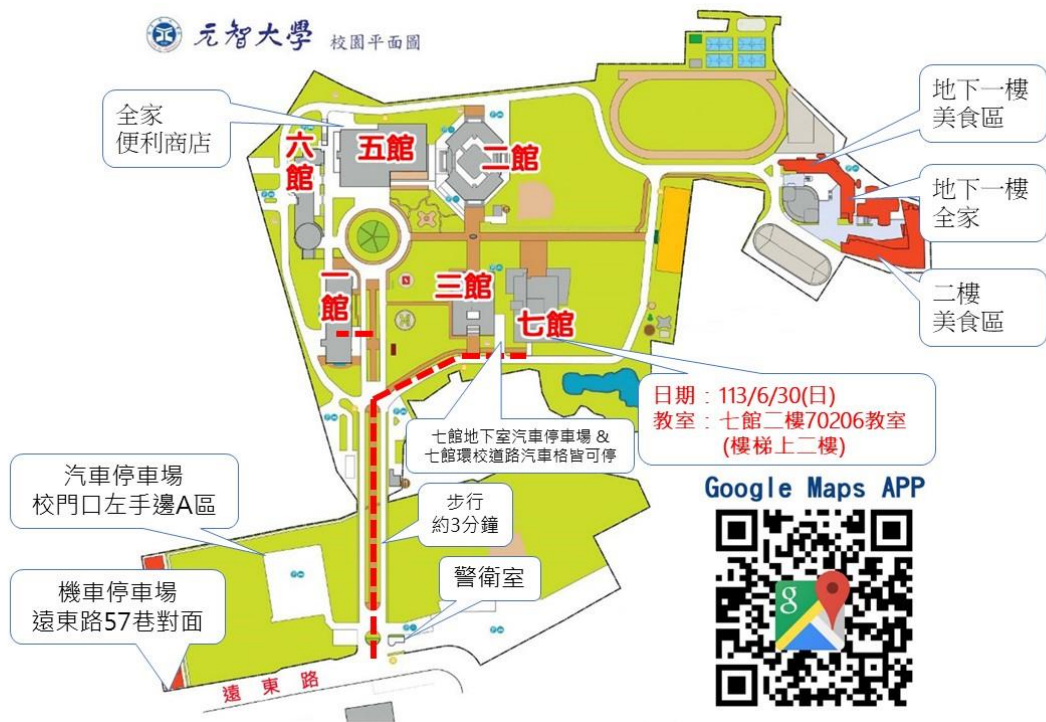 元智大學 校園平面圖
全家
便利商店
六
館
五館
二館
地下一樓
美食區
地下一樓
全家
二樓
美食區
一
館
三館
七館
日期：113/6/30(日)
教室：七館二樓70206教室
(樓梯上二樓)
七館地下室汽車停車場 &
七館環校道路汽車格皆可停
汽車停車場
校門口左手邊A區
步行
約3分鐘
警衛室
機車停車場
遠東路57巷對面
遠東路
Google Maps APP
g